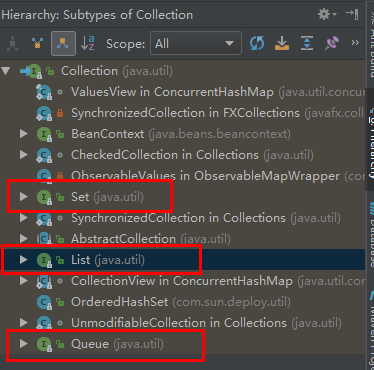 Hierarchy: Subtypes of Collection
Scope: All
Collection (java.util)
ValuesView in ConcurrentHashMap (java.util.concu
SynchronizedCollection in FXCollections (javafx.coll
BeanContext (java.beans.beancontext)
CheckedCollection in Collections (java.util)
ObservableValues in ObservableMapWrapper (com
Set (java.util)
SynchronizedCollection in Collections (java.util)
AbstractCollection (java.util)
List (java.util)
CollectionView in ConcurrentHashMap (java.util.co
OrderedHashSet (com.sun.deploy.util)
UnmodifiableCollection in Collections (java.util)
Queue (java.util)